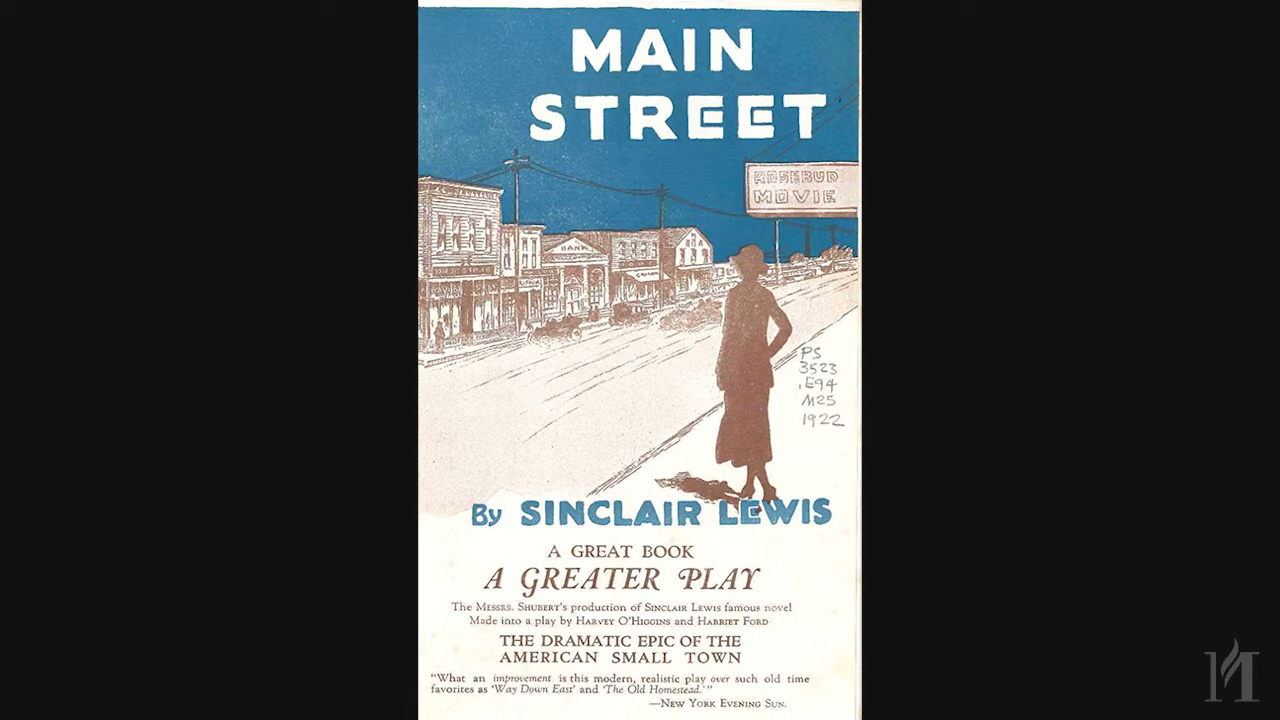 MAIN
STREET
ROSEBUD
MOVIE
BANK
PS
3523
.E94
M25
1922
By SINCLAIR LEWIS
A GREAT BOOK
A GREATER PLAY
The Messrs. Shubert's production of Sinclair Lewis famous novel
Made into a play by Harvey O'Higgins and Harriet Ford
THE DRAMATIC EPIC OF THE
AMERICAN SMALL TOWN
"What an improvement is this modern, realistic play over such old time
favorites as 'Way Down East' and 'The Old Homestead.'"
—New York Evening Sun.